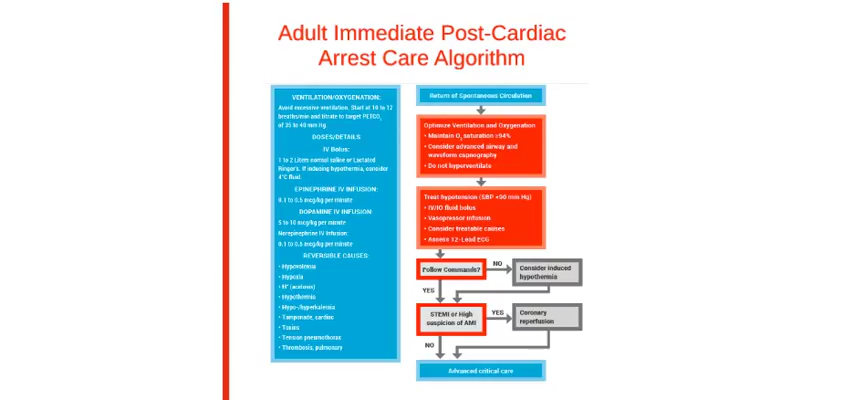 Adult Immediate Post-Cardiac
Arrest Care Algorithm
VENTILATION/OXYGENATION:
Avoid excessive ventilation. Start at 10 to 12
breaths/min and titrate to target PETCO₂
of 35 to 40 mm Hg
DOSES/DETAILS
IV Bolus:
1 to 2 Liters normal saline or Lactated
Ringer's. If inducing hypothermia, consider
4°C fluid.
EPINEPHRINE IV INFUSION:
0.1 to 0.5 mcg/kg per minute
DOPAMINE IV INFUSION
5 to 10 mcg/kg per minute
Norepinephrine IV Infusion:
0.1 to 0.5 mcg/kg per minute
REVERSIBLE CAUSES:
• Hypovolemia
• Hypoxia
• H⁺ (acidosis)
• Hypothermia
• Hypo-/hyperkalemia
• Tamponade, cardiac
• Toxins
• Tension pneumothorax
• Thrombosis, pulmonary
Return of Spontaneous Circulation
Optimize Ventilation and Oxygenation
• Maintain O₂ saturation ≥94%
• Consider advanced airway and
waveform capnography
• Do not hyperventilate
Treat hypotension (SBP <90 mm Hg)
• IV/IO fluid bolus
• Vasopressor infusion
• Consider treatable causes
• Assess 12-Lead ECG
Follow Commands?
NO
Consider induced
hypothermia
YES
STEMI or High
suspicion of AMI
YES
Coronary
reperfusion
NO
Advanced critical care